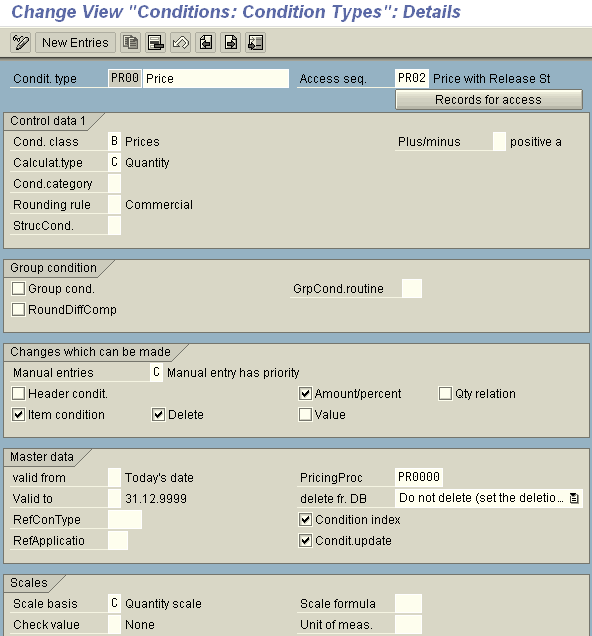 Change View "Conditions: Condition Types": Details
New Entries
Condit. type PR00 Price Access seq. PR02 Price with Release St
Records for access
Control data 1
Cond. class B Prices Plus/minus positive a
Calculat.type C Quantity
Cond.category
Rounding rule Commercial
StrucCond.
Group condition
Group cond. GrpCond.routine
RoundDiffComp
Changes which can be made
Manual entries C Manual entry has priority
Header condit. Amount/percent Qty relation
Item condition Delete Value
Master data
valid from Today's date PricingProc PR0000
Valid to 31.12.9999 delete fr. DB Do not delete (set the deletio...
RefConType Condition index
RefApplicatio Condit.update
Scales
Scale basis C Quantity scale Scale formula
Check value None Unit of meas.